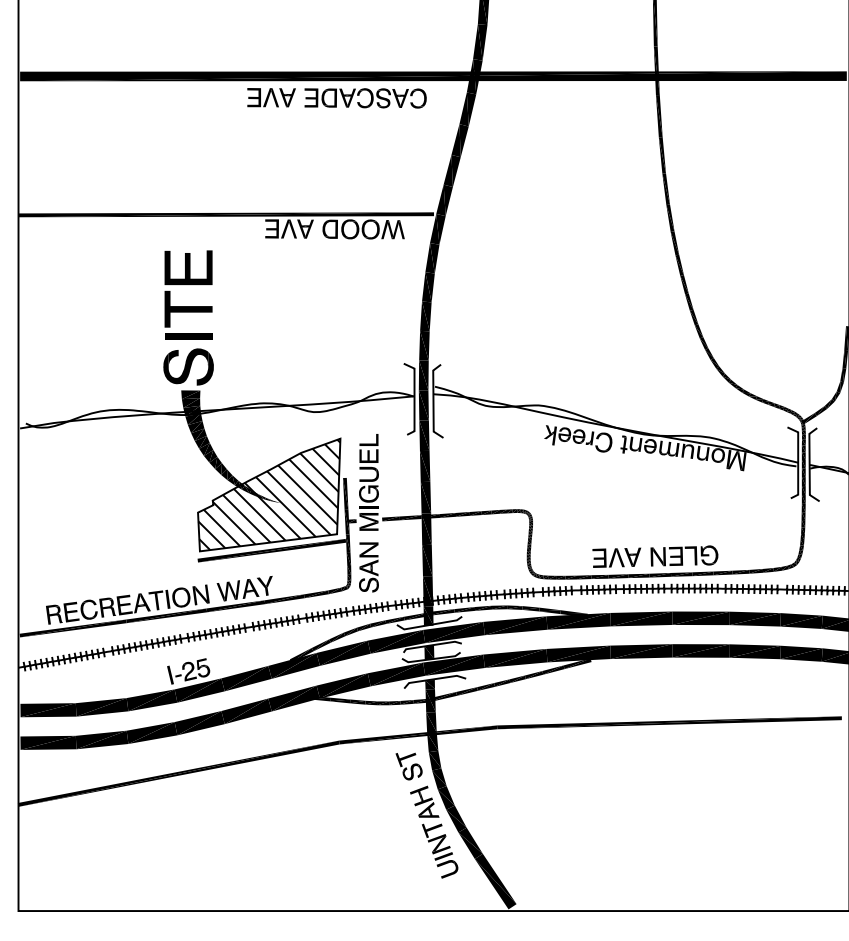 CASCADE AVE
WOOD AVE
SITE
Monument Creek
SAN MIGUEL
GLEN AVE
RECREATION WAY
I-25
UINTAH ST